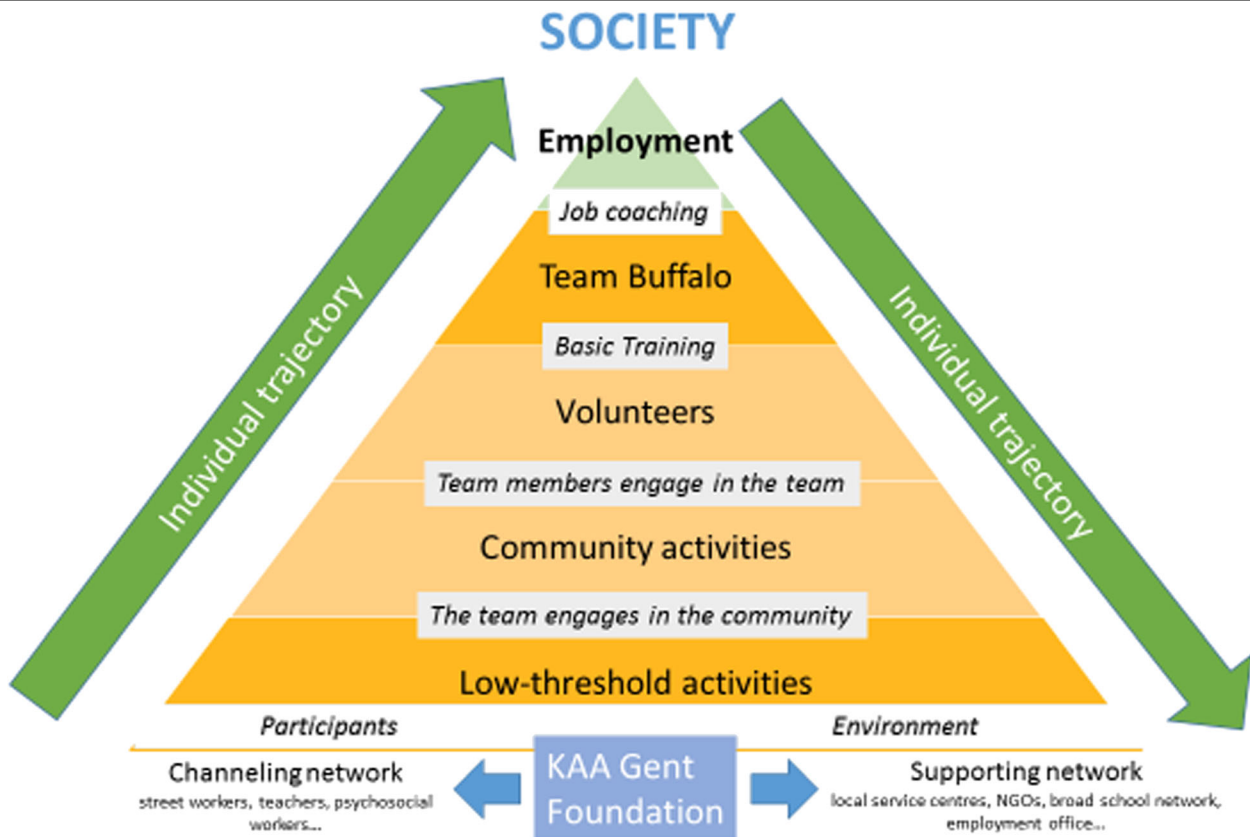 SOCIETY
Employment
Job coaching
Team Buffalo
Basic Training
Volunteers
Team members engage in the team
Community activities
The team engages in the community
Low-threshold activities
Individual trajectory
Individual trajectory
Participants
Environment
KAA Gent
Foundation
Channeling network
street workers, teachers, psychosocial
workers...
Supporting network
local service centres, NGOs, broad school network,
employment office...